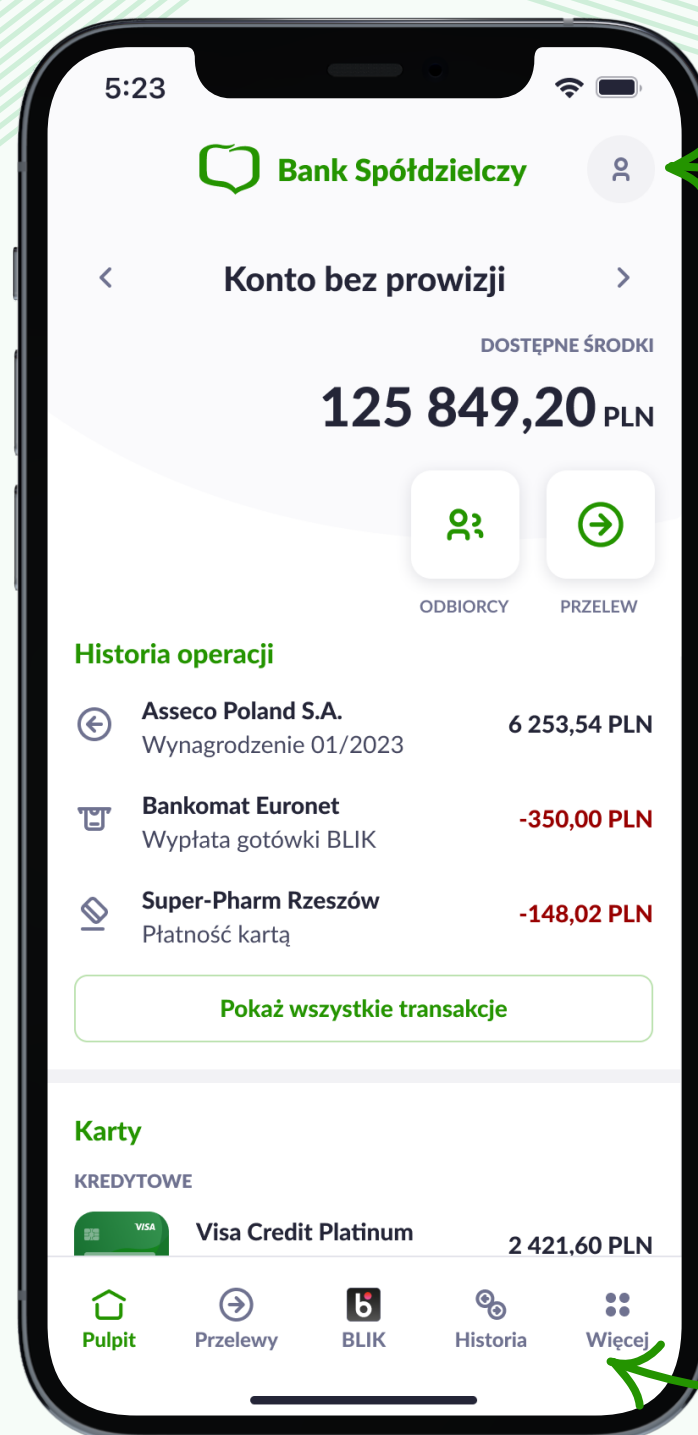 5:23
Bank Spółdzielczy
Konto bez prowizji
DOSTĘPNE ŚRODKI
125 849,20 PLN
ODBIORCY PRZELEW
Historia operacji
Asseco Poland S.A.
6 253,54 PLN
Wynagrodzenie 01/2023
Bankomat Euronet
-350,00 PLN
Wypłata gotówki BLIK
Super-Pharm Rzeszów
-148,02 PLN
Płatność kartą
Pokaż wszystkie transakcje
Karty
KREDYTOWE
VISA
Visa Credit Platinum
2 421,60 PLN
Pulpit Przelewy BLIK Historia Więcej